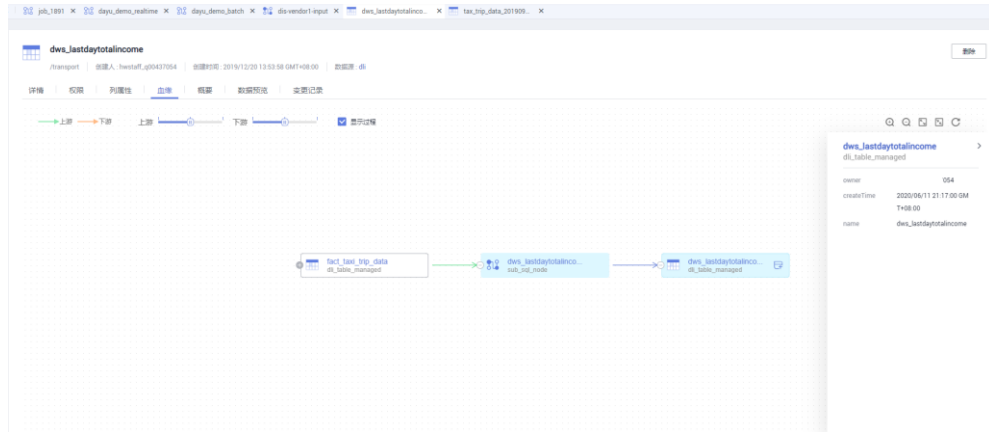 job_1891 × dayu_demo_realtime × dayu_demo_batch × dis-vendor1-input × dws_lastdaytotalinco... × tax_trip_data_201909... ×
dws_lastdaytotalincome
删除
/transport 创建人 : hwstaff_q00437054 创建时间 : 2019/12/20 13:53:58 GMT+08:00 数据源 : dli
详情 权限 列属性 血缘 概要 数据预览 变更记录
上游 下游 上游 下游 显示过程
dws_lastdaytotalincome
dli_table_managed
owner 054
createTime 2020/06/11 21:17:00 GM
T+08:00
name dws_lastdaytotalincome
fact_taxi_trip_data
dli_table_managed
dws_lastdaytotalinco...
sub_sql_node
dws_lastdaytotalinco...
dli_table_managed